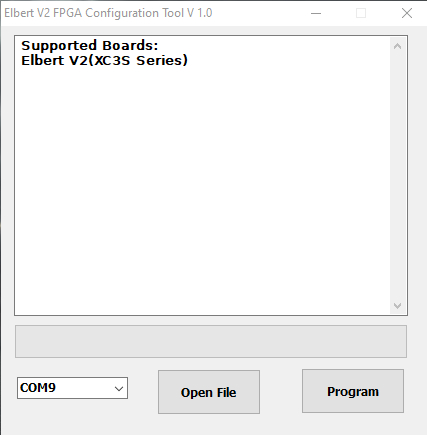 Elbert V2 FPGA Configuration Tool V 1.0
Supported Boards:
Elbert V2(XC3S Series)
COM9
Open File
Program